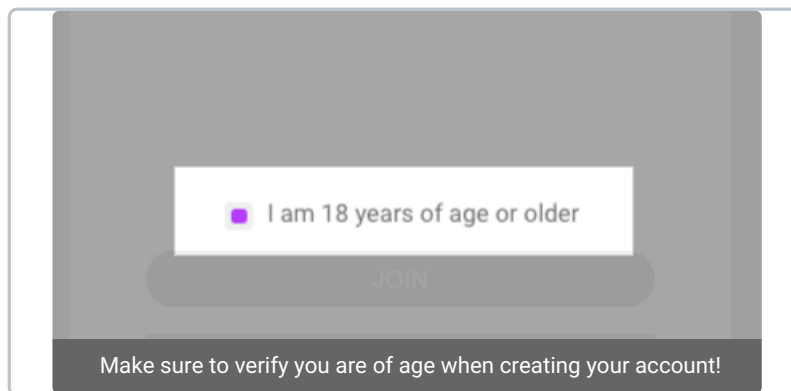 I am 18 years of age or older
JOIN
Make sure to verify you are of age when creating your account!